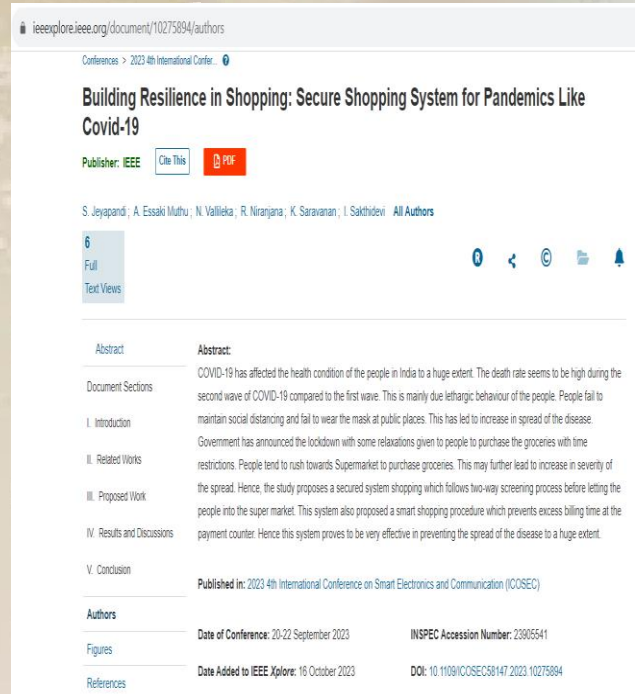 ieeexplore.ieee.org/document/10275894/authors
Conferences > 2023 4th International Confer...
Building Resilience in Shopping: Secure Shopping System for Pandemics Like
Covid-19
Publisher: IEEE
Cite This
PDF
S. Jeyapandi ; A. Essaki Muthu ; N. Vallileka ; R. Niranjana ; K. Saravanan ; I. Sakthidevi All Authors
6
Full
Text Views
Abstract
Document Sections
I. Introduction
II. Related Works
III. Proposed Work
IV. Results and Discussions
V. Conclusion
Authors
Figures
References
Abstract:
COVID-19 has affected the health condition of the people in India to a huge extent. The death rate seems to be high during the
second wave of COVID-19 compared to the first wave. This is mainly due lethargic behaviour of the people. People fail to
maintain social distancing and fail to wear the mask at public places. This has led to increase in spread of the disease.
Government has announced the lockdown with some relaxations given to people to purchase the groceries with time
restrictions. People tend to rush towards Supermarket to purchase groceries. This may further lead to increase in severity of
the spread. Hence, the study proposes a secured system shopping which follows two-way screening process before letting the
people into the super market. This system also proposed a smart shopping procedure which prevents excess billing time at the
payment counter. Hence this system proves to be very effective in preventing the spread of the disease to a huge extent.
Published in: 2023 4th International Conference on Smart Electronics and Communication (ICOSEC)
Date of Conference: 20-22 September 2023
INSPEC Accession Number: 23905541
Date Added to IEEE Xplore: 16 October 2023
DOI: 10.1109/ICOSEC58147.2023.10275894